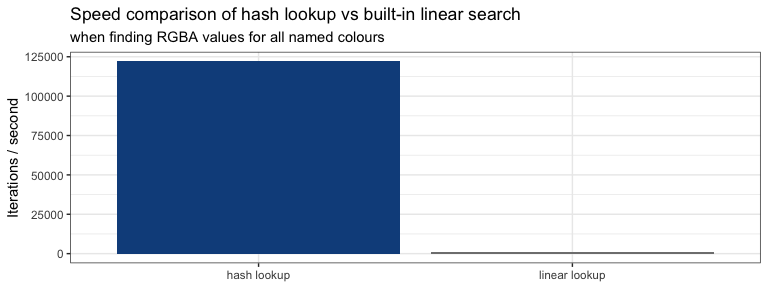 Speed comparison of hash lookup vs built-in linear search
when finding RGBA values for all named colours
Iterations / second
125000
100000
75000
50000
25000
0
hash lookup
linear lookup